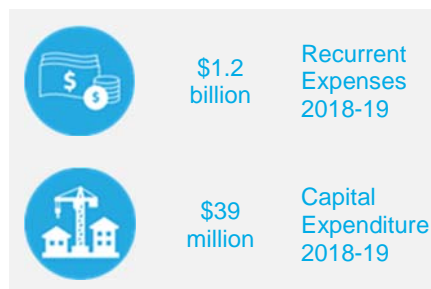 $1.2
billion
Recurrent
Expenses
2018-19
$39
million
Capital
Expenditure
2018-19